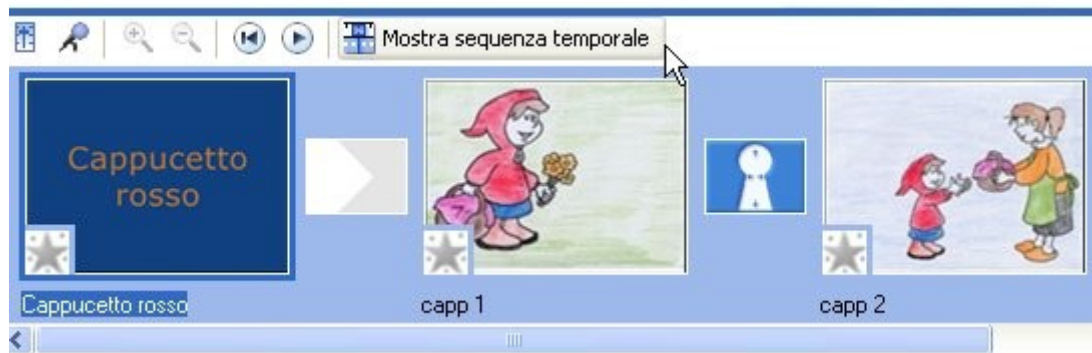 Mostra sequenza temporale
Cappucetto
rosso
Cappucetto rosso
capp 1
capp 2